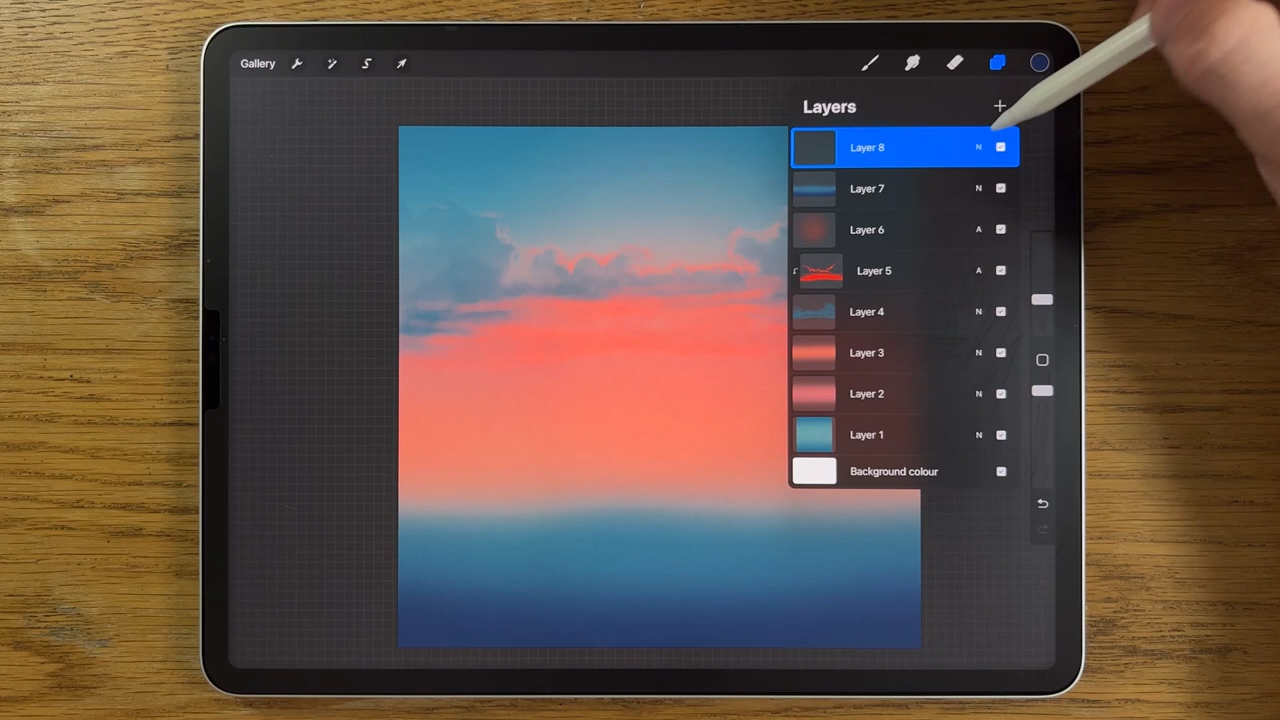 Gallery
Layers
Layer 8 N
Layer 7 N
Layer 6 A
Layer 5 A
Layer 4 N
Layer 3 N
Layer 2 N
Layer 1 N
Background colour